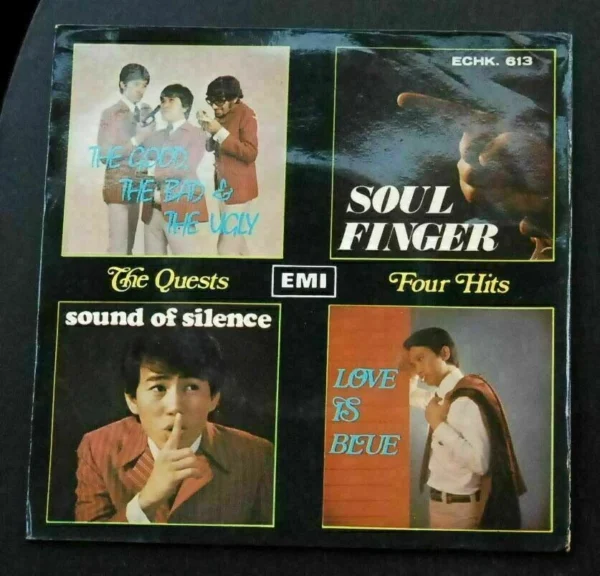 THE GOOD,
THE BAD &
THE UGLY
ECHK. 613
SOUL
FINGER
The Quests
EMI
Four Hits
sound of silence
LOVE
IS
BLUE